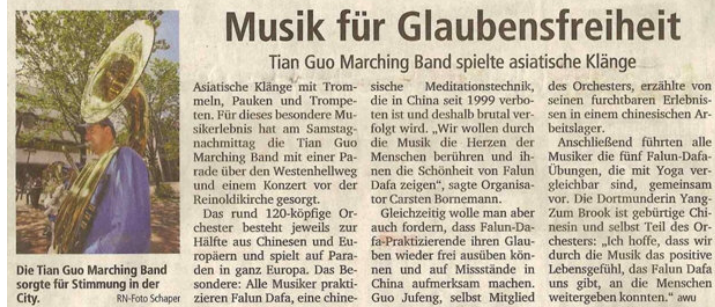 Musik für Glaubensfreiheit
Tian Guo Marching Band spielte asiatische Klänge
Asiatische Klänge mit Trom-
meln, Pauken und Trompe-
ten. Für dieses besondere Mu-
sikerlebnis hat am Samstag-
nachmittag die Tian Guo
Marching Band mit einer Pa-
rade über den Westenhellweg
und einem Konzert vor der
Reinoldikirche gesorgt.
Das rund 120-köpfige Or-
chester besteht jeweils zur
Hälfte aus Chinesen und Eu-
ropäern und spielt auf Para-
den in ganz Europa. Das Be-
sondere: Alle Musiker prakti-
zieren Falun Dafa, eine chine-
sische Meditationstechnik,
die in China seit 1999 verbo-
ten ist und deshalb brutal ver-
folgt wird. „Wir wollen durch
die Musik die Herzen der
Menschen berühren und ih-
nen die Schönheit von Falun
Dafa zeigen“, sagte Organisa-
tor Carsten Bornemann.
Gleichzeitig wolle man aber
auch fordern, dass Falun-Da-
fa-Praktizierende ihren Glau-
ben wieder frei ausüben kön-
nen und auf Missstände in
China aufmerksam machen.
Guo Jufeng, selbst Mitglied
des Orchesters, erzählte von
seinen furchtbaren Erlebnis-
sen in einem chinesischen Ar-
beitslager.
Anschließend führten alle
Musiker die fünf Falun-Dafa-
Übungen, die mit Yoga ver-
gleichbar sind, gemeinsam
vor. Die Dortmunderin Yang-
Zum Brook ist gebürtige Chi-
nesin und selbst Teil des Or-
chesters: „Ich hoffe, dass wir
durch die Musik das positive
Lebensgefühl, das Falun Dafa
uns gibt, an die Menschen
weitergeben konnten.“ AWU
Die Tian Guo Marching Band
sorgte für Stimmung in der
City. RN-Foto Schaper